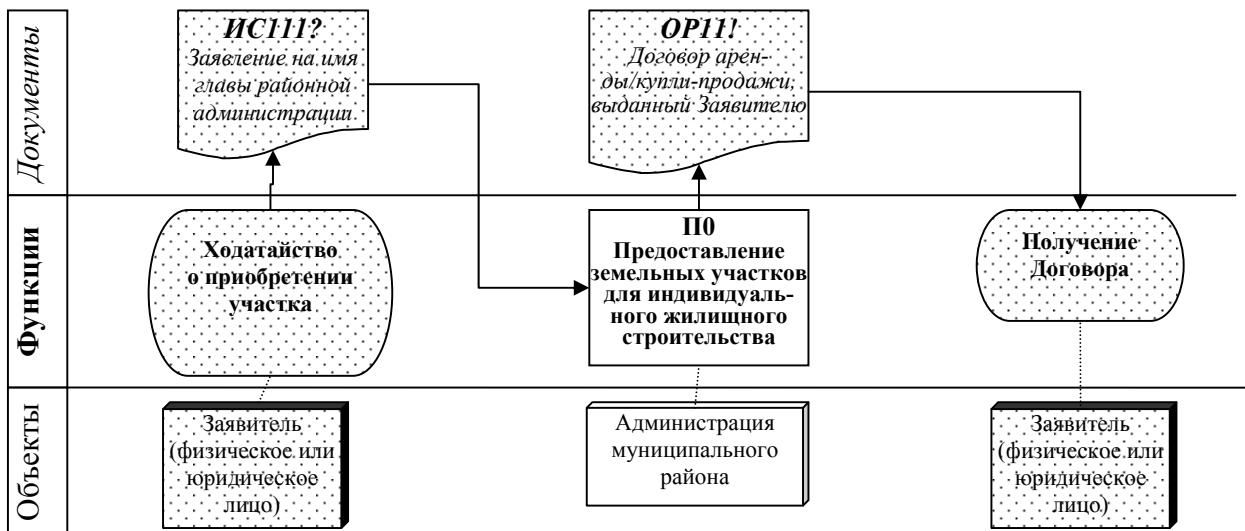 Документы
ИС111?
Заявление на имя
главы районной
администрации
ОР11!
Договор арен-
ды/купли-продажи,
выданный Заявителю
Функции
Ходатайство
о приобретении
участка
П0
Предоставление
земельных участков
для индивидуаль-
ного жилищного
строительства
Получение
Договора
Объекты
Заявитель
(физическое или
юридическое
лицо)
Администрация
муниципального
района
Заявитель
(физическое или
юридическое
лицо)